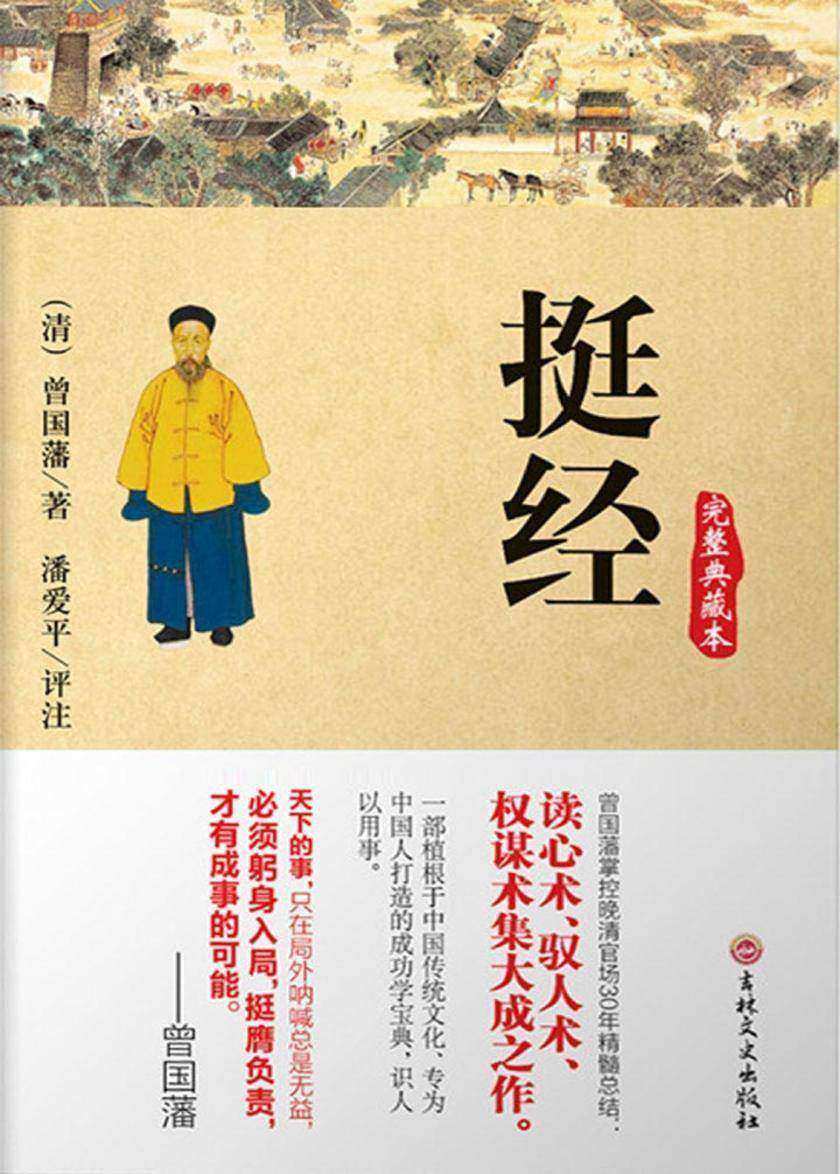 挺经
完整典藏本
（清）曾国藩／著　潘爱平／评注
曾国藩掌控晚清官场30年精髓总结：
读心术、驭人术、
权谋术集大成之作。
一部植根于中国传统文化、专为
中国人打造的成功学宝典、识人
以用事。
天下的事，只在局外呐喊总是无益，
必须躬身入局，挺膺负责，
才有成事的可能。
——曾国藩
吉林文史出版社